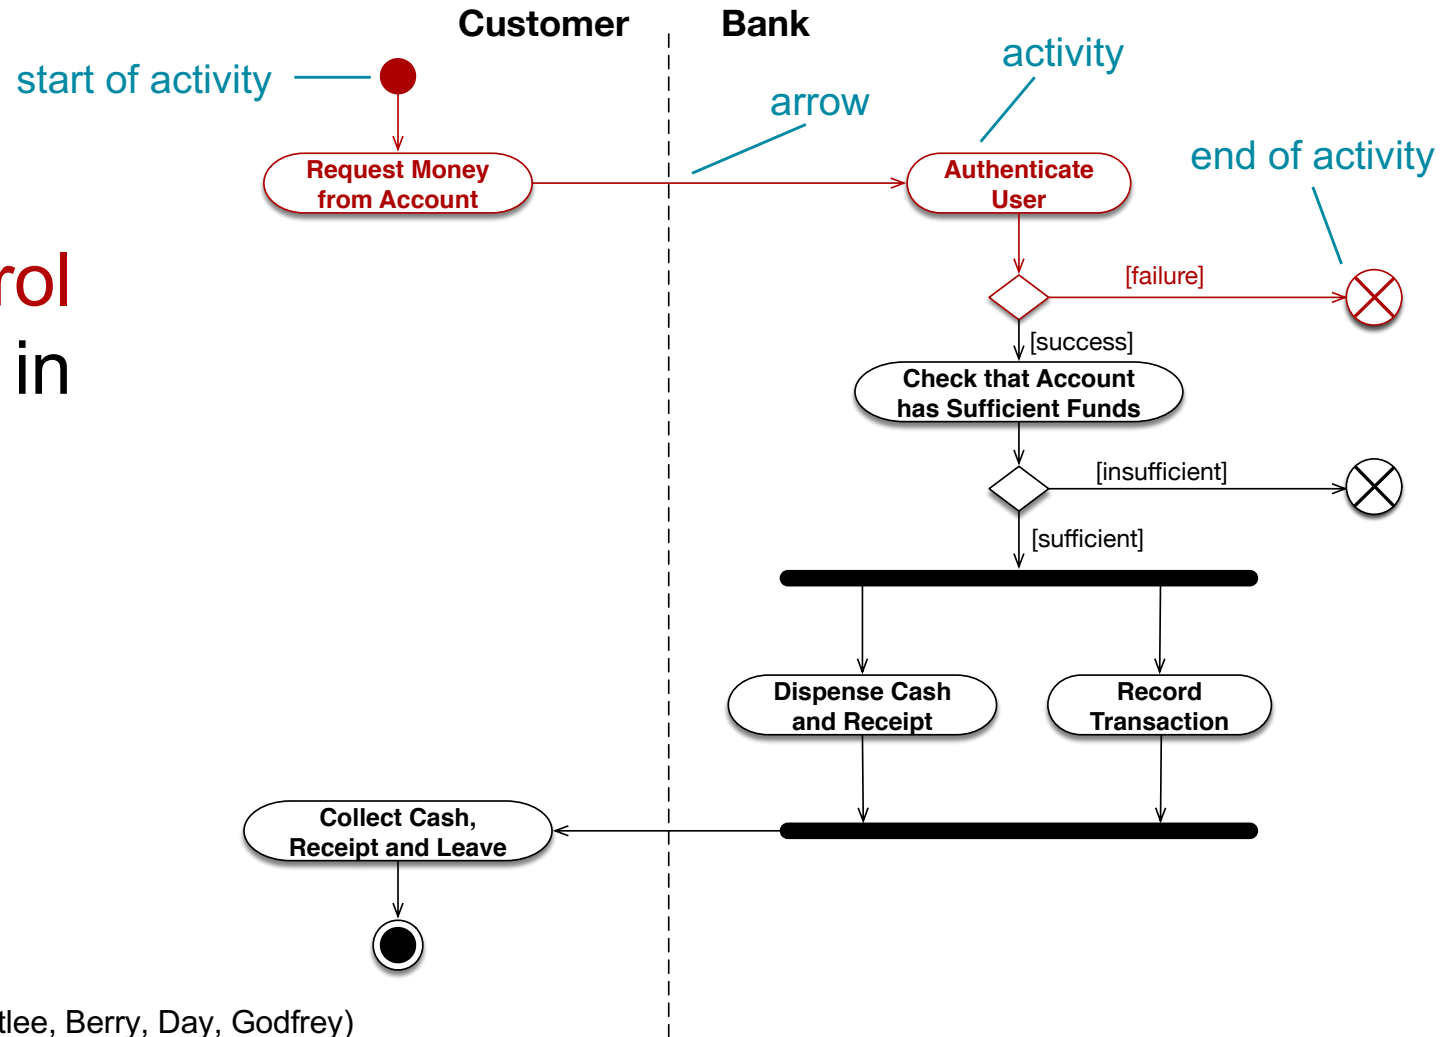 Customer
Bank
start of activity
activity
arrow
end of activity
Request Money
from Account
Authenticate
User
[failure]
rol
in
[success]
Check that Account
has Sufficient Funds
[insufficient]
[sufficient]
Dispense Cash
and Receipt
Record
Transaction
Collect Cash,
Receipt and Leave
tlee, Berry, Day, Godfrey)